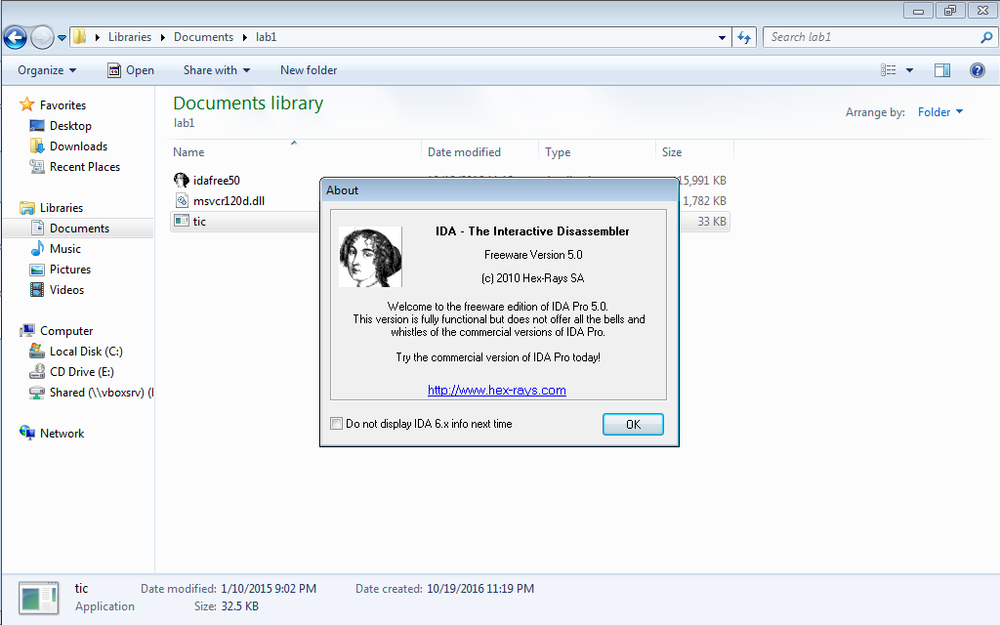 Libraries Documents lab1
Search lab1
Organize Open Share with New folder
Favorites
Desktop
Downloads
Recent Places
Libraries
Documents
Music
Pictures
Videos
Computer
Local Disk (C:)
CD Drive (E:)
Shared (\\vboxsrv) (
Network
Documents library
lab1
Arrange by: Folder
Name Date modified Type Size
idafree50 15,991 KB
msvcr120d.dll 1,782 KB
tic 33 KB
About
IDA - The Interactive Disassembler
Freeware Version 5.0
(c) 2010 Hex-Rays SA
Welcome to the freeware edition of IDA Pro 5.0.
This version is fully functional but does not offer all the bells and
whistles of the commercial versions of IDA Pro.
Try the commercial version of IDA Pro today!
http://www.hex-rays.com
Do not display IDA 6.x info next time
OK
tic Date modified: 1/10/2015 9:02 PM Date created: 10/19/2016 11:19 PM
Application Size: 32.5 KB